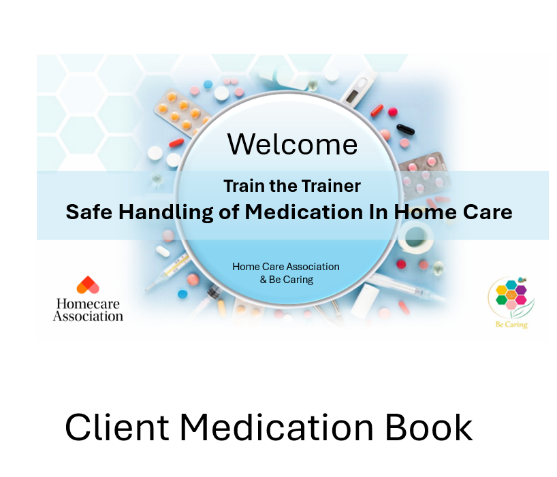 Welcome
Train the Trainer
Safe Handling of Medication In Home Care
Home Care Association
& Be Caring
Homecare
Association
Be Caring
Client Medication Book